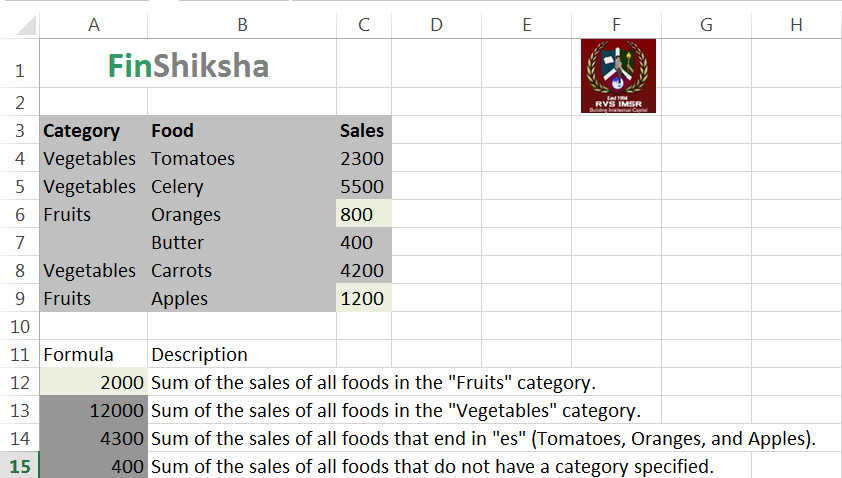 A B C D E F G H
1 FinShiksha
Estd 1994
RVS IMSR
Building Intellectual Capital
2
3 Category Food Sales
4 Vegetables Tomatoes 2300
5 Vegetables Celery 5500
6 Fruits Oranges 800
7 Butter 400
8 Vegetables Carrots 4200
9 Fruits Apples 1200
10
11 Formula Description
12 2000 Sum of the sales of all foods in the "Fruits" category.
13 12000 Sum of the sales of all foods in the "Vegetables" category.
14 4300 Sum of the sales of all foods that end in "es" (Tomatoes, Oranges, and Apples).
15 400 Sum of the sales of all foods that do not have a category specified.